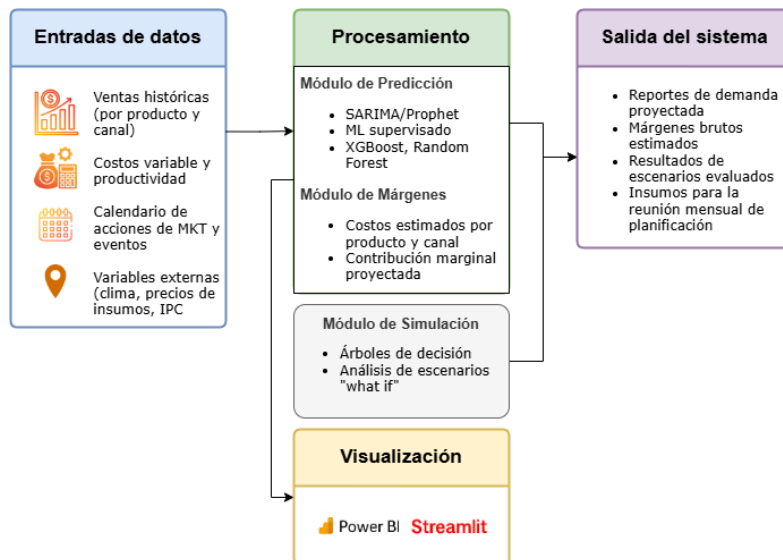 Entradas de datos
Ventas históricas
(por producto y
canal)
Costos variable y
productividad
Calendario de
acciones de MKT y
eventos
Variables externas
(clima, precios de
insumos, IPC
Procesamiento
Módulo de Predicción
• SARIMA/Prophet
• ML supervisado
• XGBoost, Random
Forest
Módulo de Márgenes
• Costos estimados por
producto y canal
• Contribución marginal
proyectada
Módulo de Simulación
• Árboles de decisión
• Análisis de escenarios
"what if"
Visualización
Power BI Streamlit
Salida del sistema
• Reportes de demanda
proyectada
• Márgenes brutos
estimados
• Resultados de
escenarios evaluados
• Insumos para la
reunión mensual de
planificación